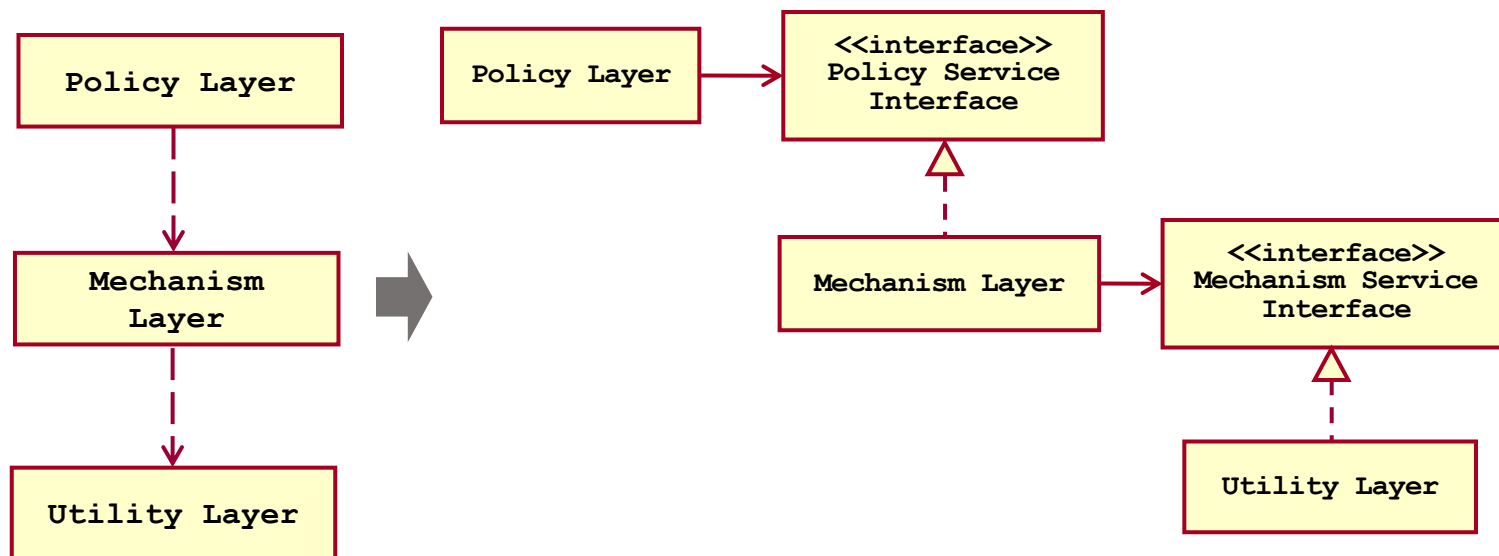 Policy Layer
Mechanism
Layer
Utility Layer
Policy Layer
<<interface>>
Policy Service
Interface
Mechanism Layer
<<interface>>
Mechanism Service
Interface
Utility Layer